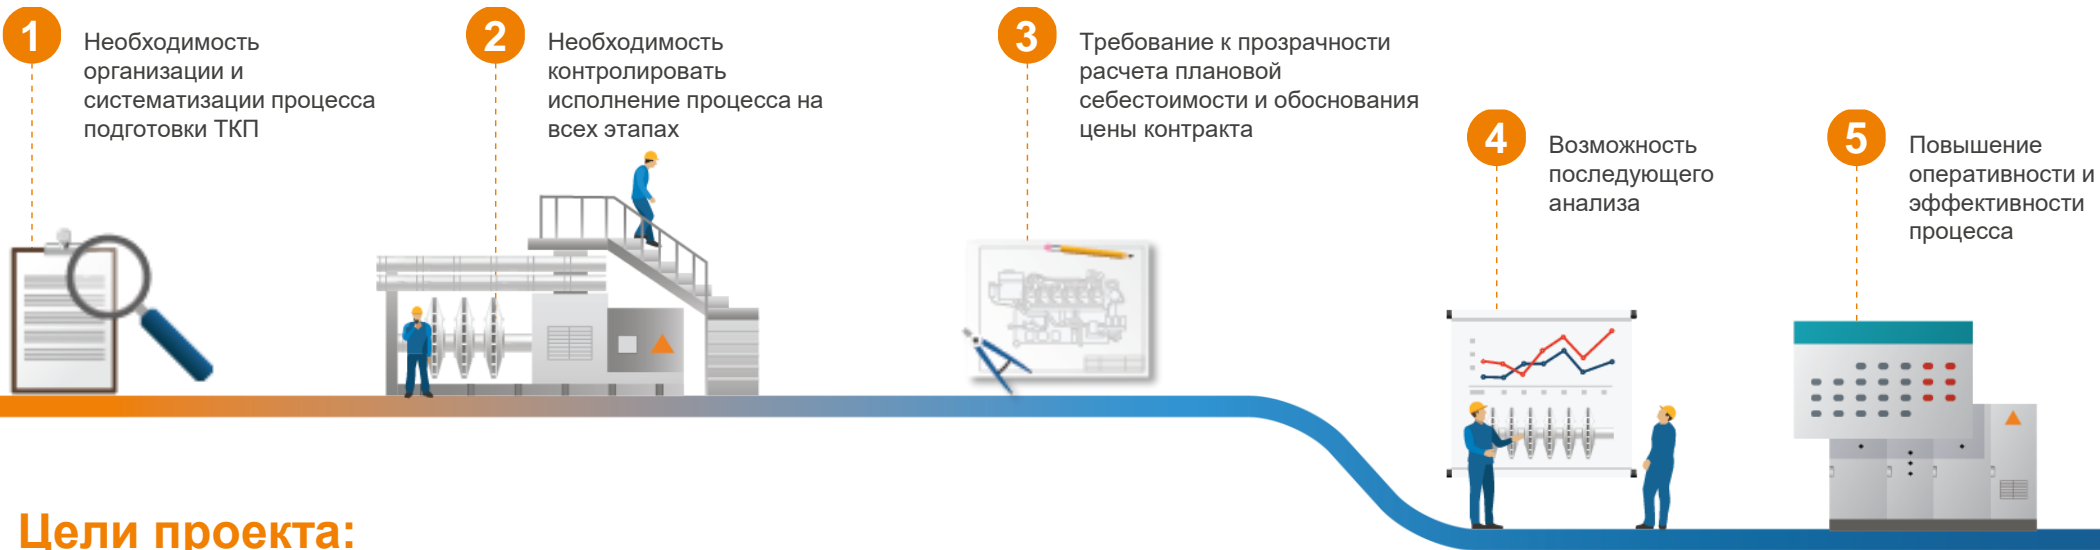 1
Необходимость
организации и
систематизации процесса
подготовки ТКП
2
Необходимость
контролировать
исполнение процесса на
всех этапах
3
Требование к прозрачности
расчета плановой
себестоимости и обоснования
цены контракта
4
Возможность
последующего
анализа
5
Повышение
оперативности и
эффективности
процесса
Цели проекта: